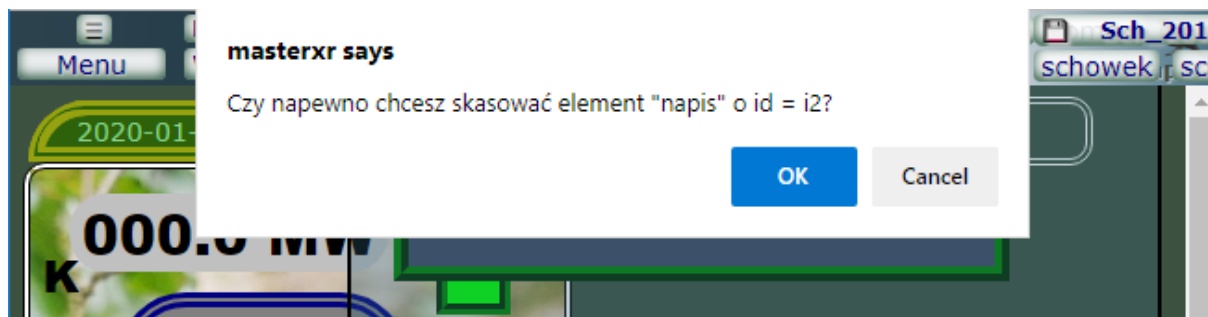 Menu
masterxr says
Czy napewno chcesz skasować element "napis" o id = i2?
OK
Cancel
Sch_201
schowek
sc
2020-01-
000.0 MW
K